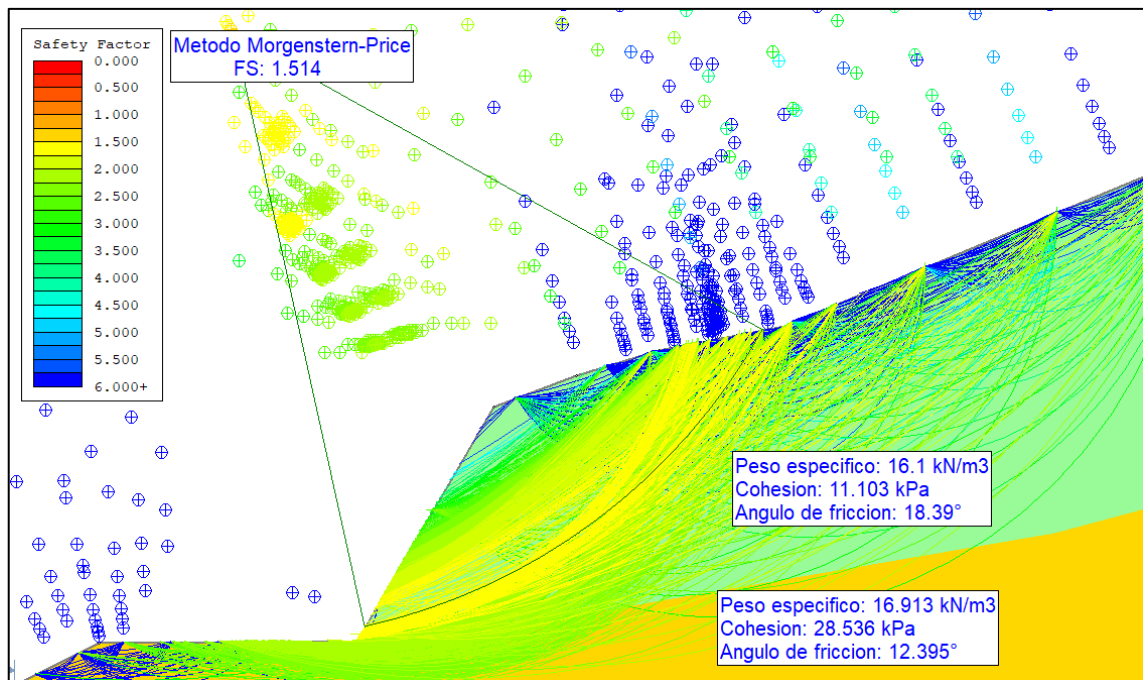 Safety Factor
0.000
0.500
1.000
1.500
2.000
2.500
3.000
3.500
4.000
4.500
5.000
5.500
6.000+
Metodo Morgenstern-Price
FS: 1.514
Peso especifico: 16.1 kN/m3
Cohesion: 11.103 kPa
Angulo de friccion: 18.39°
Peso especifico: 16.913 kN/m3
Cohesion: 28.536 kPa
Angulo de friccion: 12.395°